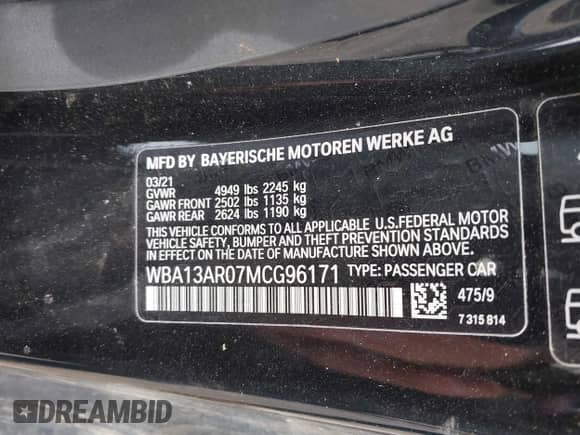 MFD BY BAYERISCHE MOTOREN WERKE AG
03/21
GVWR 4949 lbs 2245 kg
GAWR FRONT 2502 lbs 1135 kg
GAWR REAR 2624 lbs 1190 kg
THIS VEHICLE CONFORMS TO ALL APPLICABLE U.S.FEDERAL MOTOR
VEHICLE SAFETY, BUMPER AND THEFT PREVENTION STANDARDS
IN EFFECT ON THE DATE OF MANUFACTURE SHOWN ABOVE.
WBA13AR07MCG96171 TYPE: PASSENGER CAR
475/9
7 315 814
DREAMBID